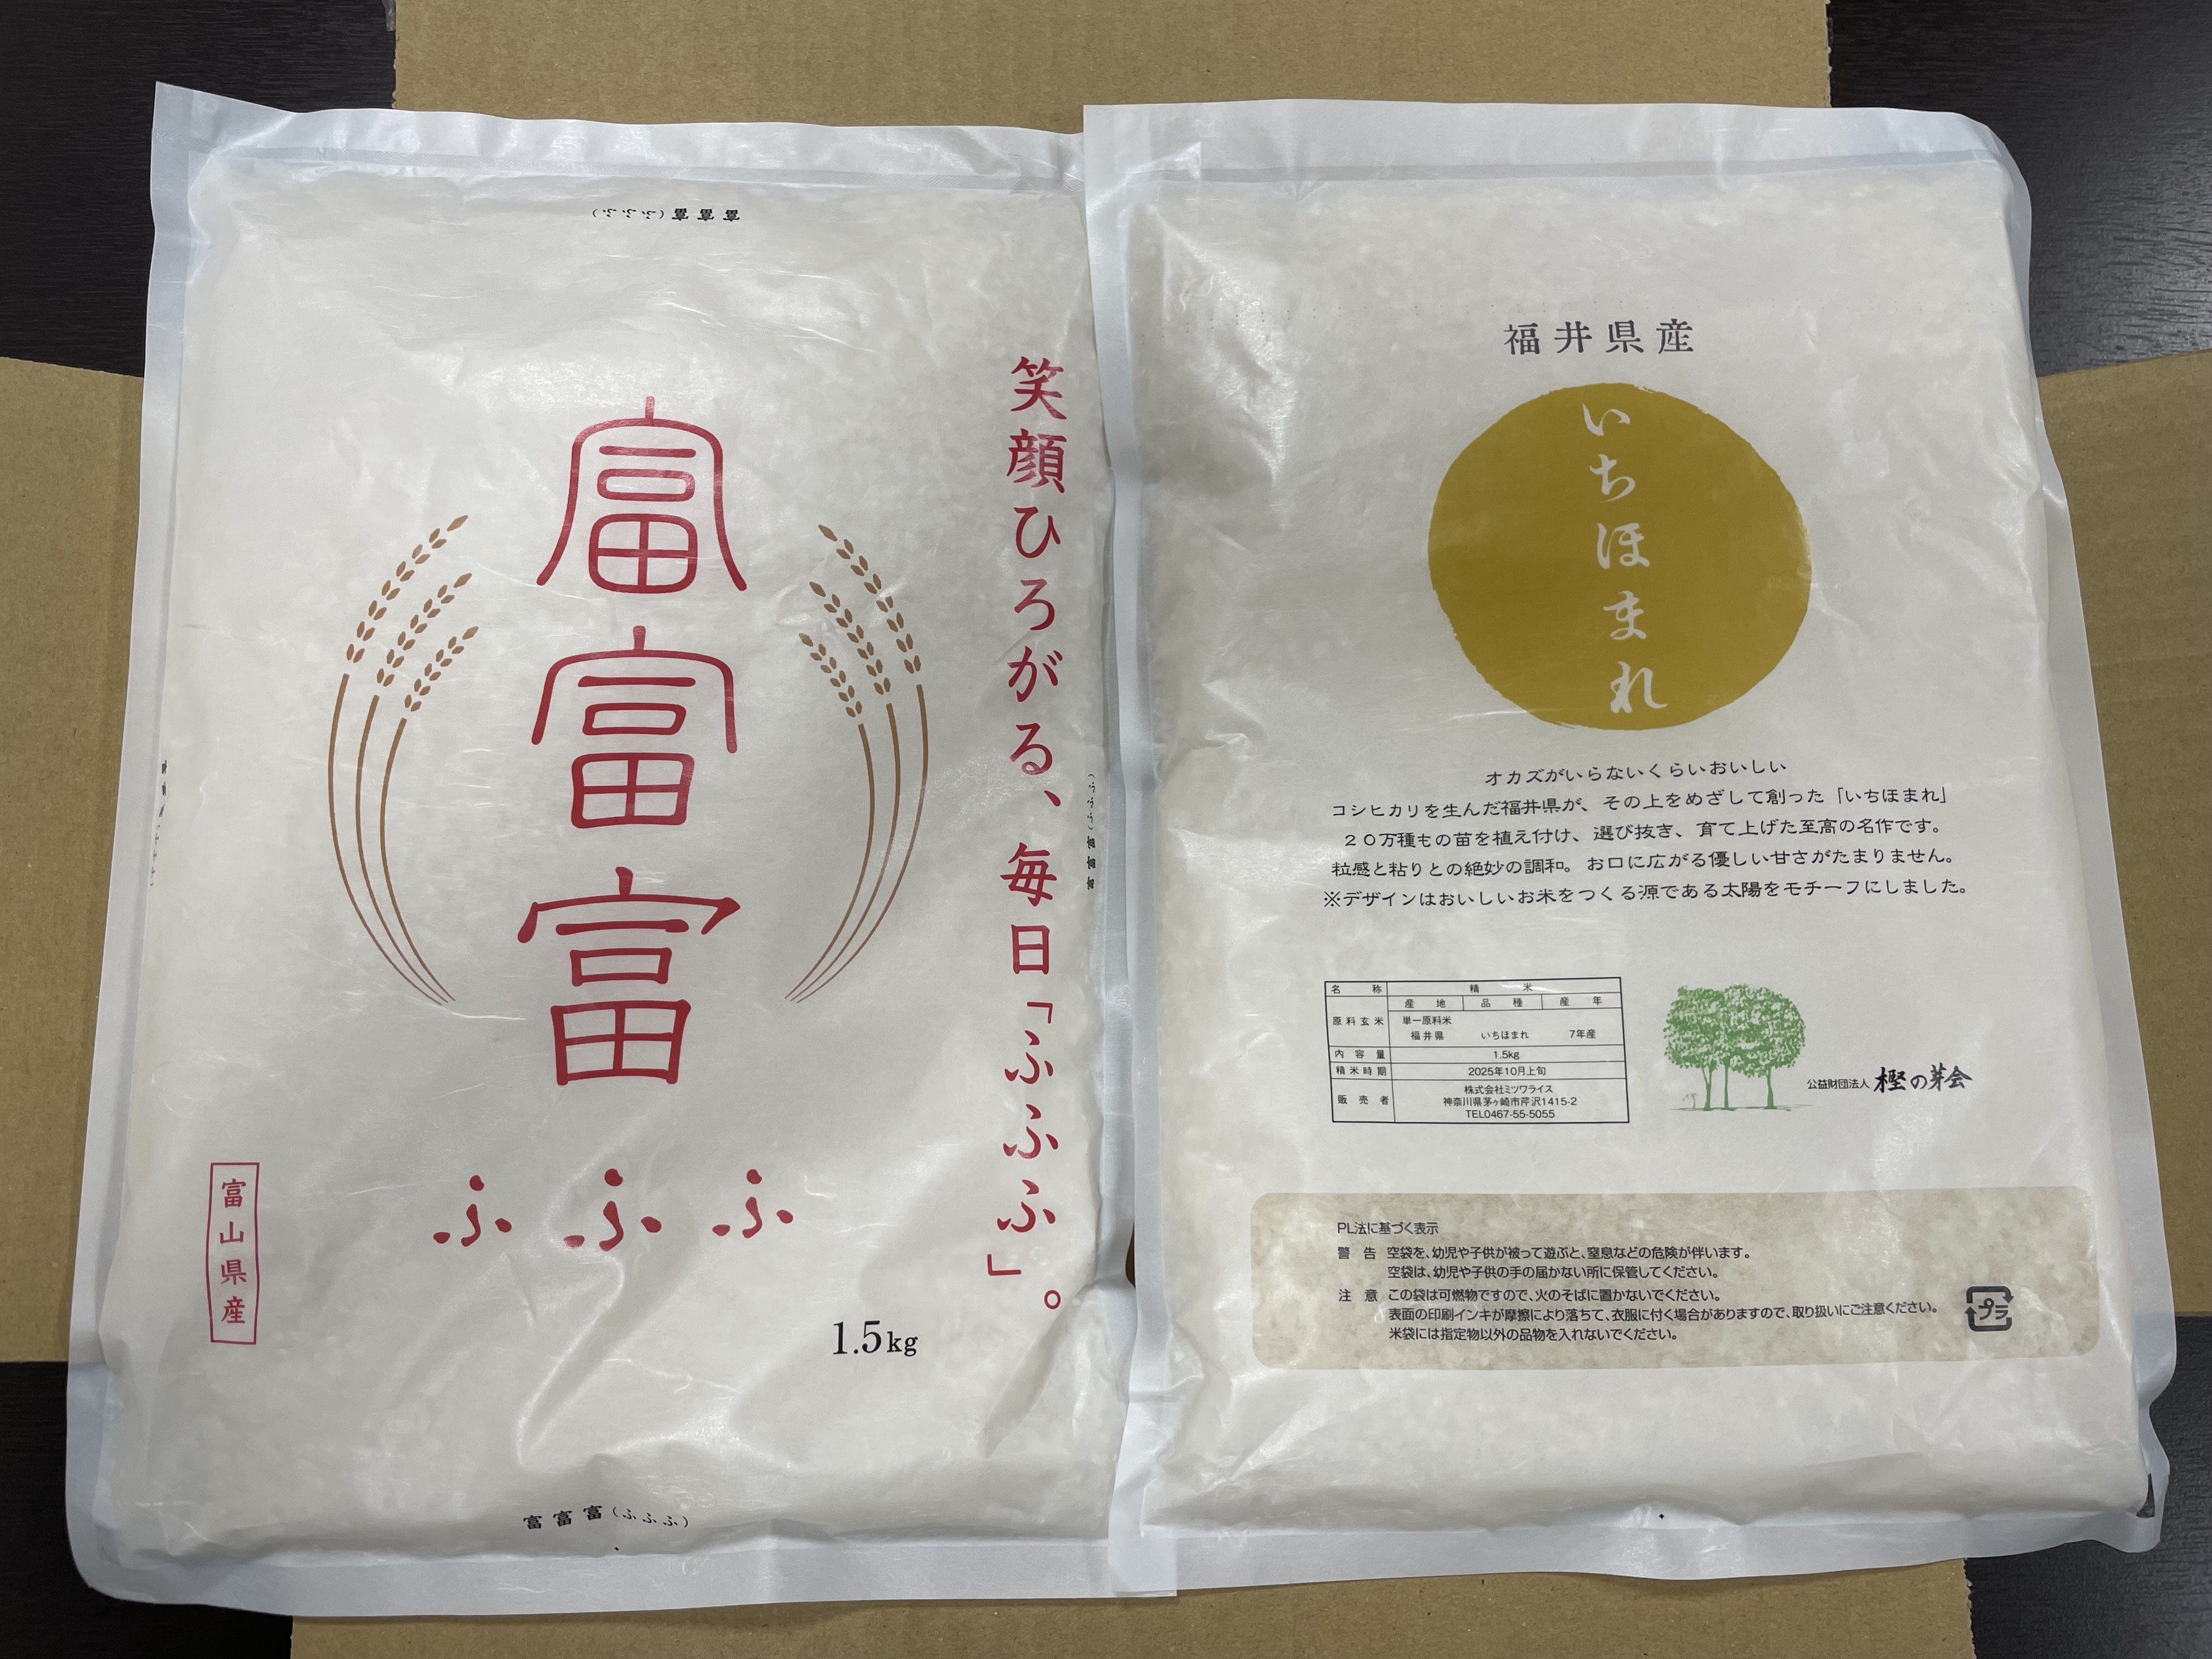 富富富(ふふふ)
富
富
富
ふふふ
笑顔ひろがる、毎日「ふふふ」。
富山県産
1.5kg
富富富(ふふふ)
富富富(ふふふ)
福井県産
いちほまれ
オカズがいらないくらいおいしい
コシヒカリを生んだ福井県が、その上をめざして創った「いちほまれ」
20万種もの苗を植え付け、選び抜き、育て上げた至高の名作です。
粒感と粘りとの絶妙の調和。お口に広がる優しい甘さがたまりません。
※デザインはおいしいお米をつくる源である太陽をモチーフにしました。
名称 精米
原料玄米 産地 品種 産年
単一原料米
福井県 いちほまれ 7年産
内容量 1.5kg
精米時期 2025年10月上旬
販売者 株式会社ミツワライス
神奈川県茅ヶ崎市芹沢1415-2
TEL0467-55-5055
公益財団法人 樫の芽会
PL法に基づく表示
警告 空袋を、幼児や子供が被って遊ぶと、窒息などの危険が伴います。
空袋は、幼児や子供の手の届かない所に保管してください。
注意 この袋は可燃物ですので、火のそばに置かないでください。
表面の印刷インキが摩擦により落ちて、衣服に付く場合がありますので、取り扱いにご注意ください。
米袋には指定物以外の品物を入れないでください。
プラ